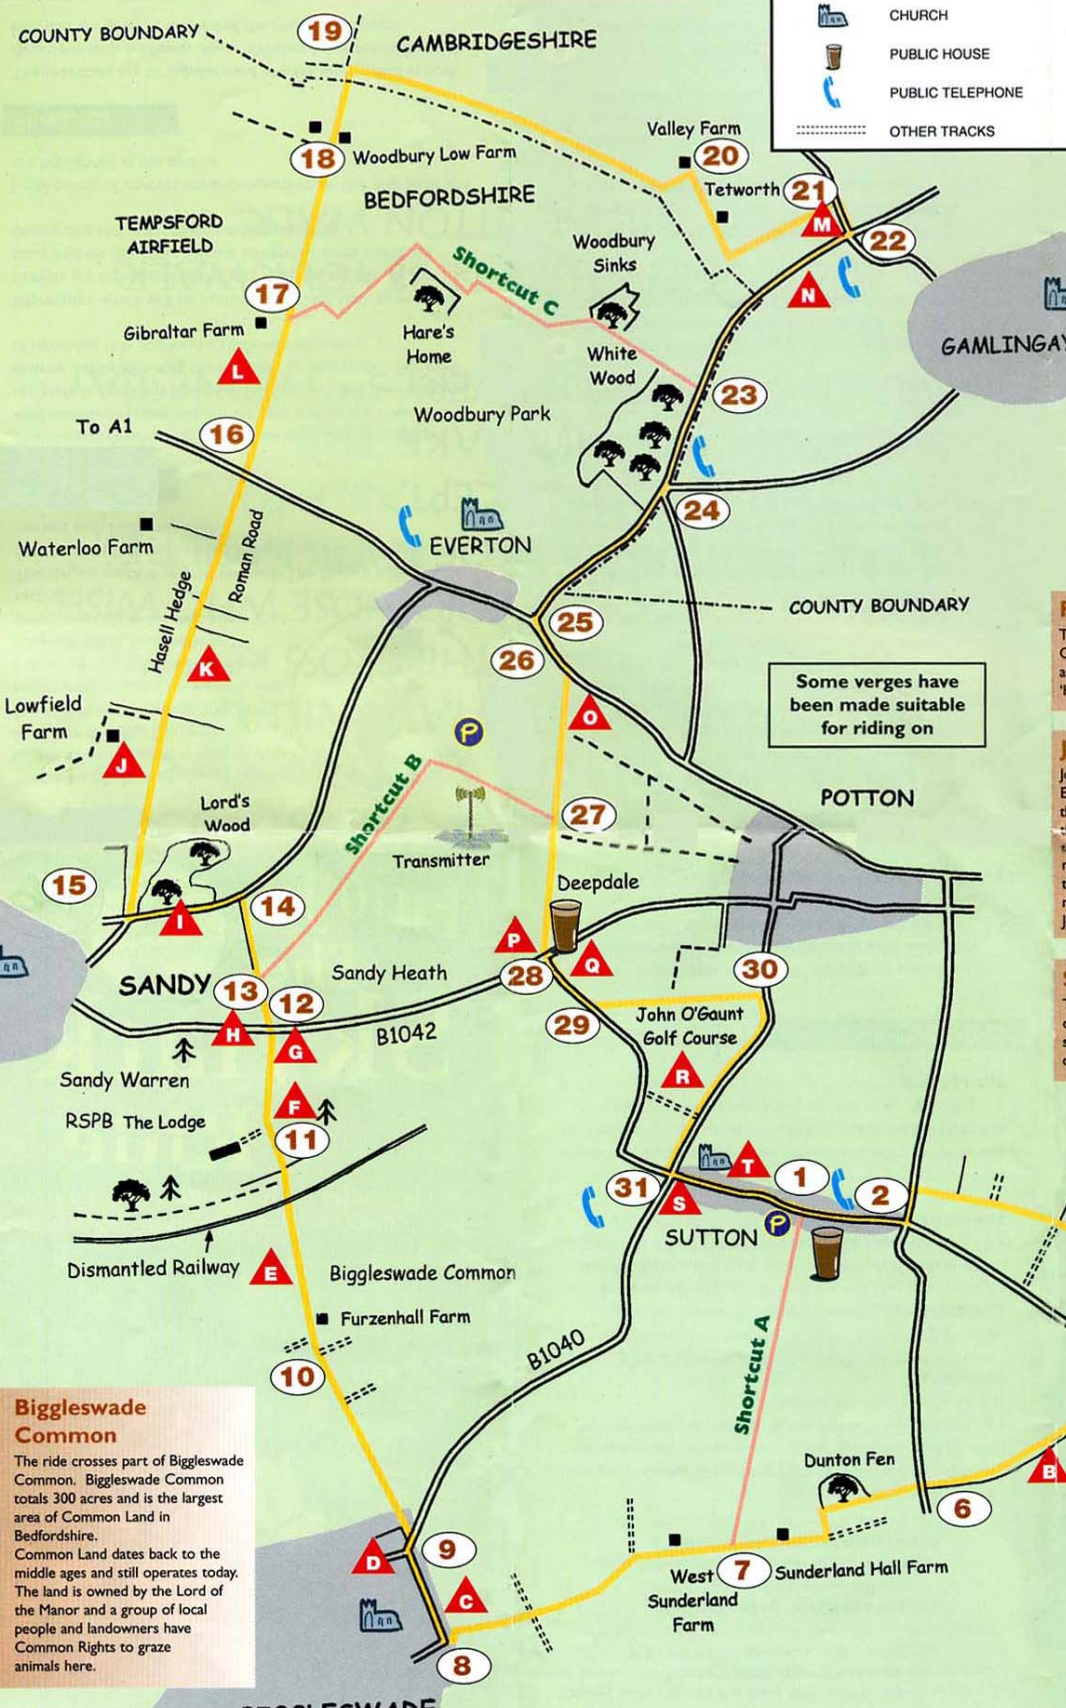 CHURCH
PUBLIC HOUSE
PUBLIC TELEPHONE
OTHER TRACKS
COUNTY BOUNDARY
19
CAMBRIDGESHIRE
18
Woodbury Low Farm
Valley Farm
20
Tetworth
21
M
22
BEDFORDSHIRE
TEMPSFORD
AIRFIELD
Woodbury
Sinks
Shortcut C
N
17
Gibraltar Farm
Hare's
Home
White
Wood
GAMLINGAY
L
23
Woodbury Park
To A1
16
24
EVERTON
Waterloo Farm
Roman Road
Hasell Hedge
COUNTY BOUNDARY
25
26
K
Some verges have
been made suitable
for riding on
Lowfield
Farm
J
O
P
Shortcut B
POTTON
Lord's
Wood
27
Transmitter
15
Deepdale
14
I
P
Q
SANDY
13
12
Sandy Heath
28
30
H
G
B1042
29
John O'Gaunt
Golf Course
Sandy Warren
R
RSPB The Lodge
F
11
T
1
2
31
S
SUTTON
P
Dismantled Railway
E
Biggleswade Common
Furzenhall Farm
B1040
10
Shortcut A
Biggleswade
Common
The ride crosses part of Biggleswade
Common. Biggleswade Common
totals 300 acres and is the largest
area of Common Land in
Bedfordshire.
Common Land dates back to the
middle ages and still operates today.
The land is owned by the Lord of
the Manor and a group of local
people and landowners have
Common Rights to graze
animals here.
Dunton Fen
B
6
9
D
7
Sunderland Hall Farm
West
Sunderland
Farm
C
8